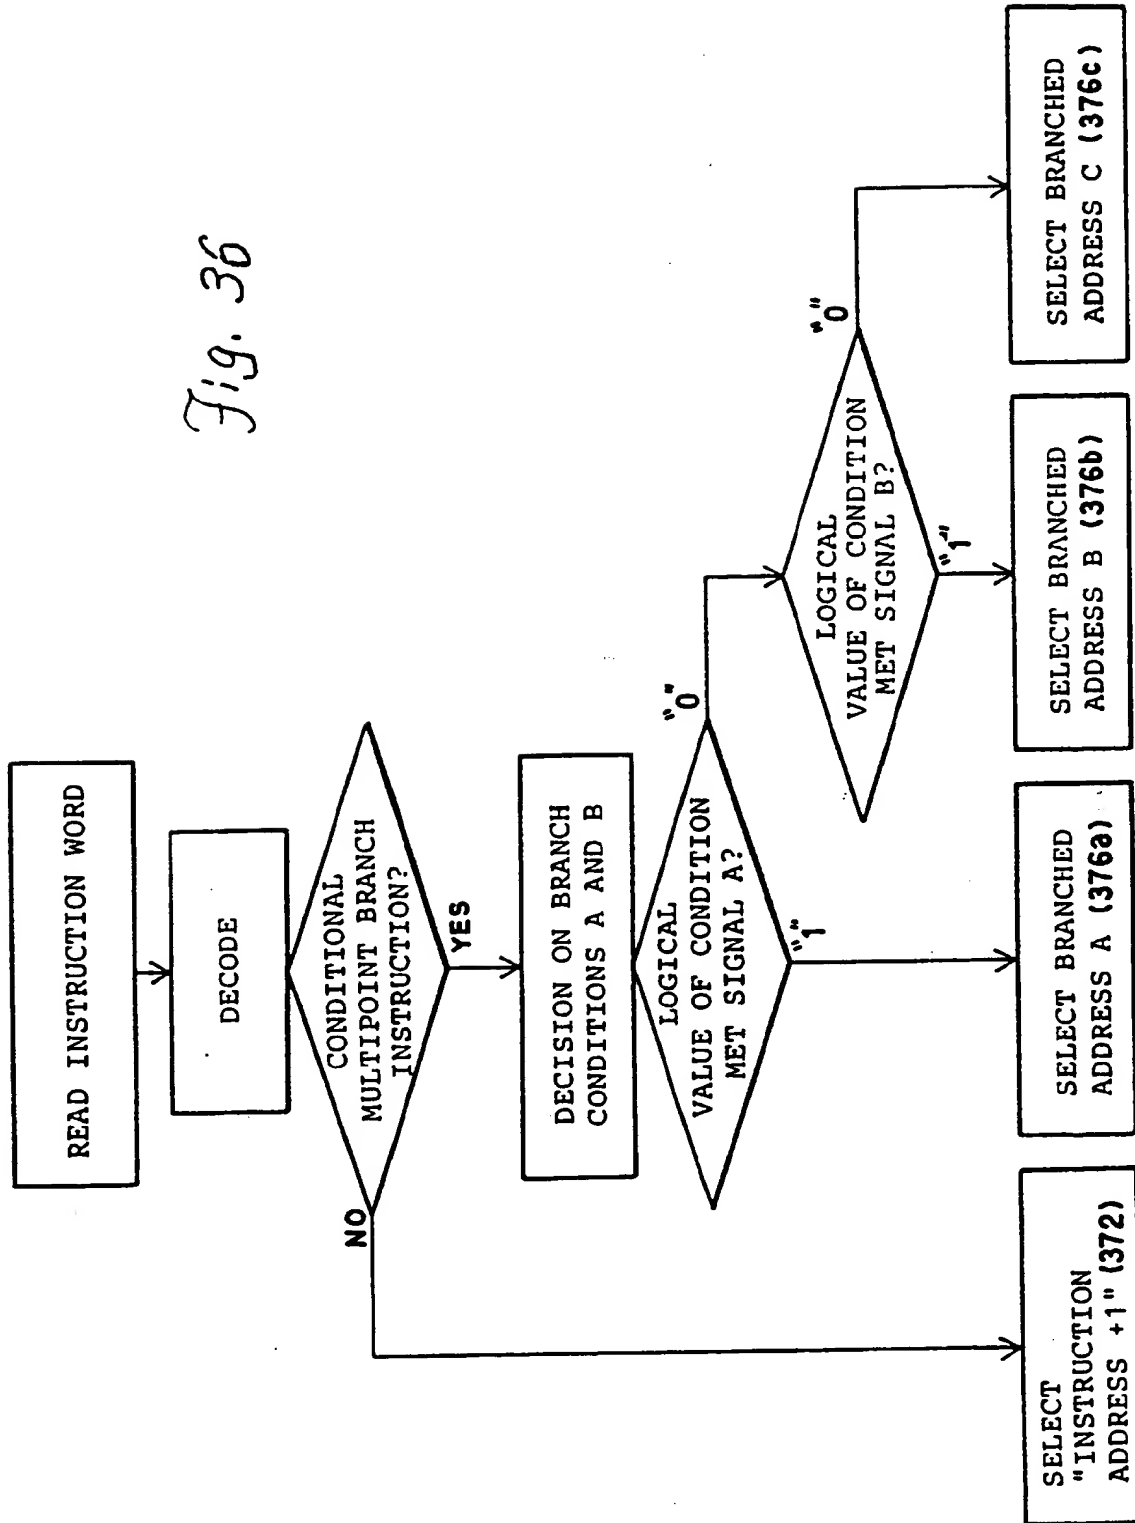 Fig. 36
READ INSTRUCTION WORD
DECODE
CONDITIONAL
MULTIPOINT BRANCH
INSTRUCTION?
NO
YES
DECISION ON BRANCH
CONDITIONS A AND B
LOGICAL
VALUE OF CONDITION
MET SIGNAL A?
"0"
"1"
LOGICAL
VALUE OF CONDITION
MET SIGNAL B?
"0"
"1"
SELECT
"INSTRUCTION
ADDRESS +1" (372)
SELECT BRANCHED
ADDRESS A (376a)
SELECT BRANCHED
ADDRESS B (376b)
SELECT BRANCHED
ADDRESS C (376c)